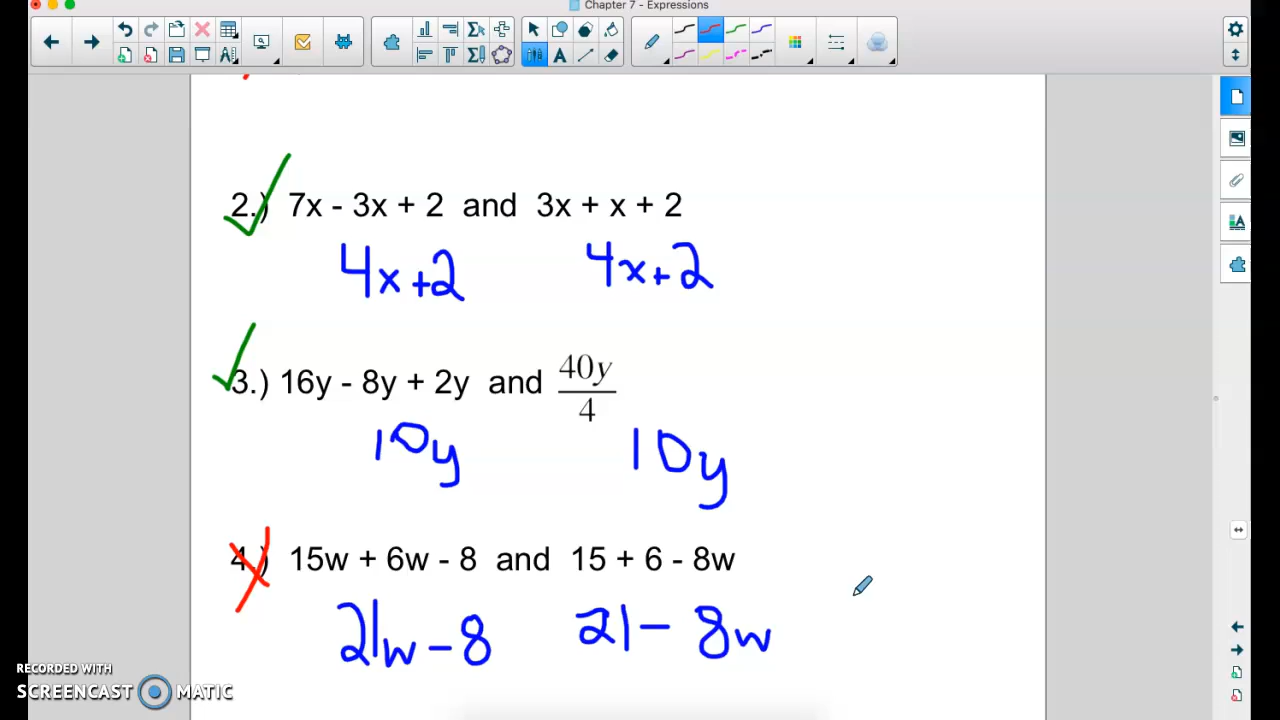 Chapter 7 - Expressions
2.) 7x - 3x + 2 and 3x + x + 2
4x+2 4x+2
3.) 16y - 8y + 2y and 40y/4
10y 10y
4.) 15w + 6w - 8 and 15 + 6 - 8w
21w - 8 21 - 8w
RECORDED WITH
SCREENCAST MATIC